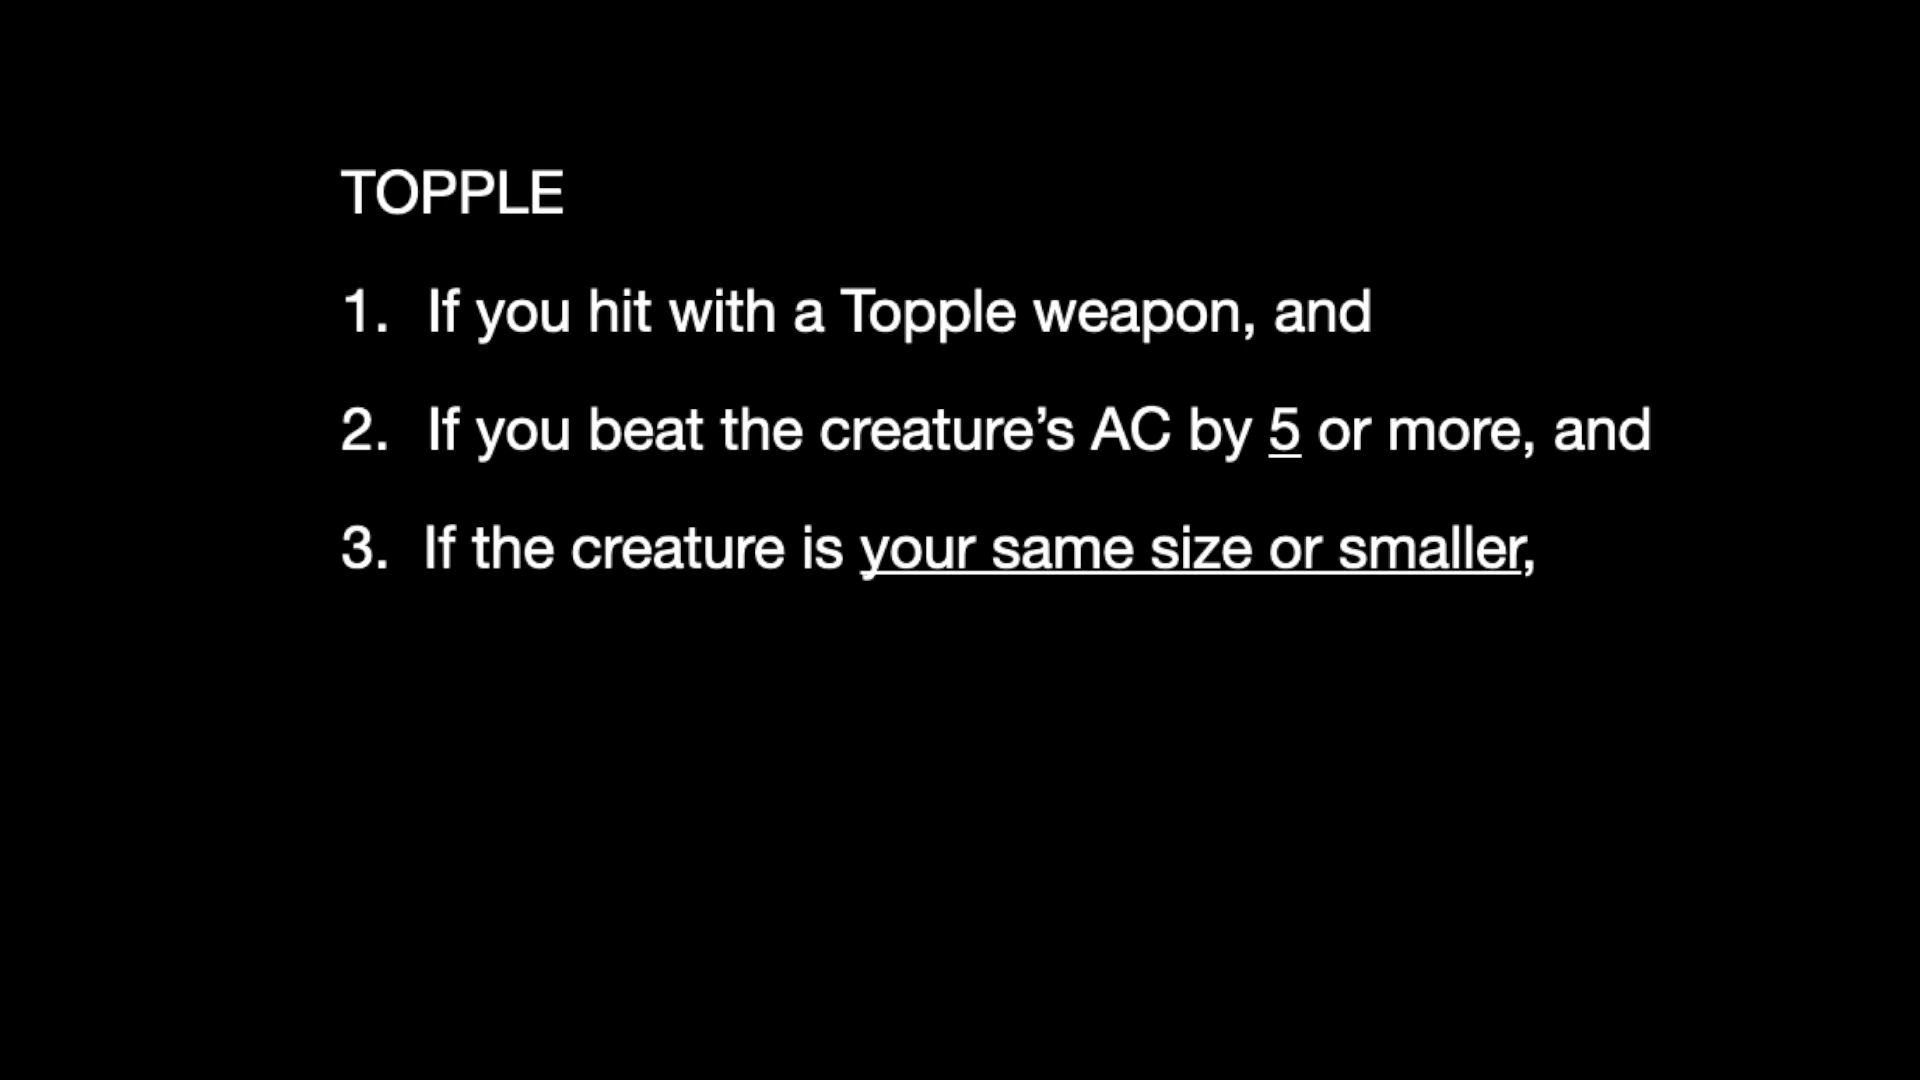 TOPPLE
1. If you hit with a Topple weapon, and
2. If you beat the creature’s AC by 5 or more, and
3. If the creature is your same size or smaller,